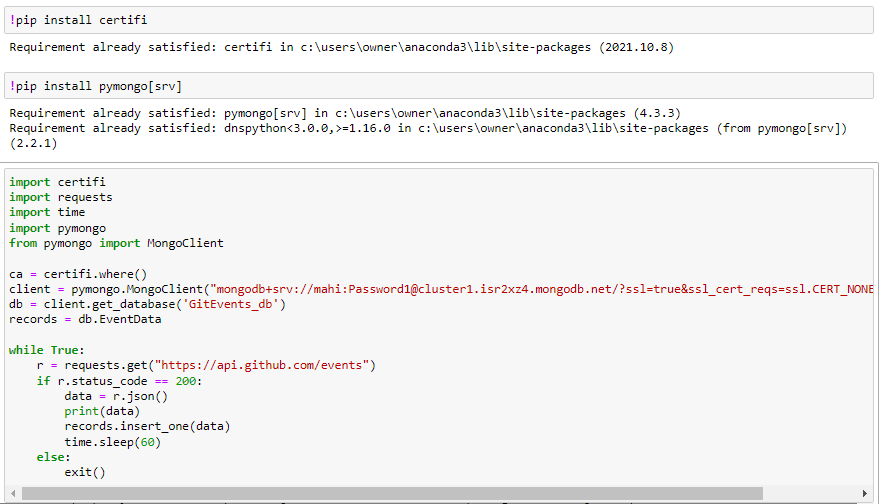 !pip install certifi
Requirement already satisfied: certifi in c:\users\owner\anaconda3\lib\site-packages (2021.10.8)
!pip install pymongo[srv]
Requirement already satisfied: pymongo[srv] in c:\users\owner\anaconda3\lib\site-packages (4.3.3)
Requirement already satisfied: dnspython<3.0.0,>=1.16.0 in c:\users\owner\anaconda3\lib\site-packages (from pymongo[srv])
(2.2.1)
import certifi
import requests
import time
import pymongo
from pymongo import MongoClient
ca = certifi.where()
client = pymongo.MongoClient("mongodb+srv://mahi:Password1@cluster1.isr2xz4.mongodb.net/?ssl=true&ssl_cert_reqs=ssl.CERT_NONE
db = client.get_database('GitEvents_db')
records = db.EventData
while True:
    r = requests.get("https://api.github.com/events")
    if r.status_code == 200:
        data = r.json()
        print(data)
        records.insert_one(data)
        time.sleep(60)
    else:
        exit()